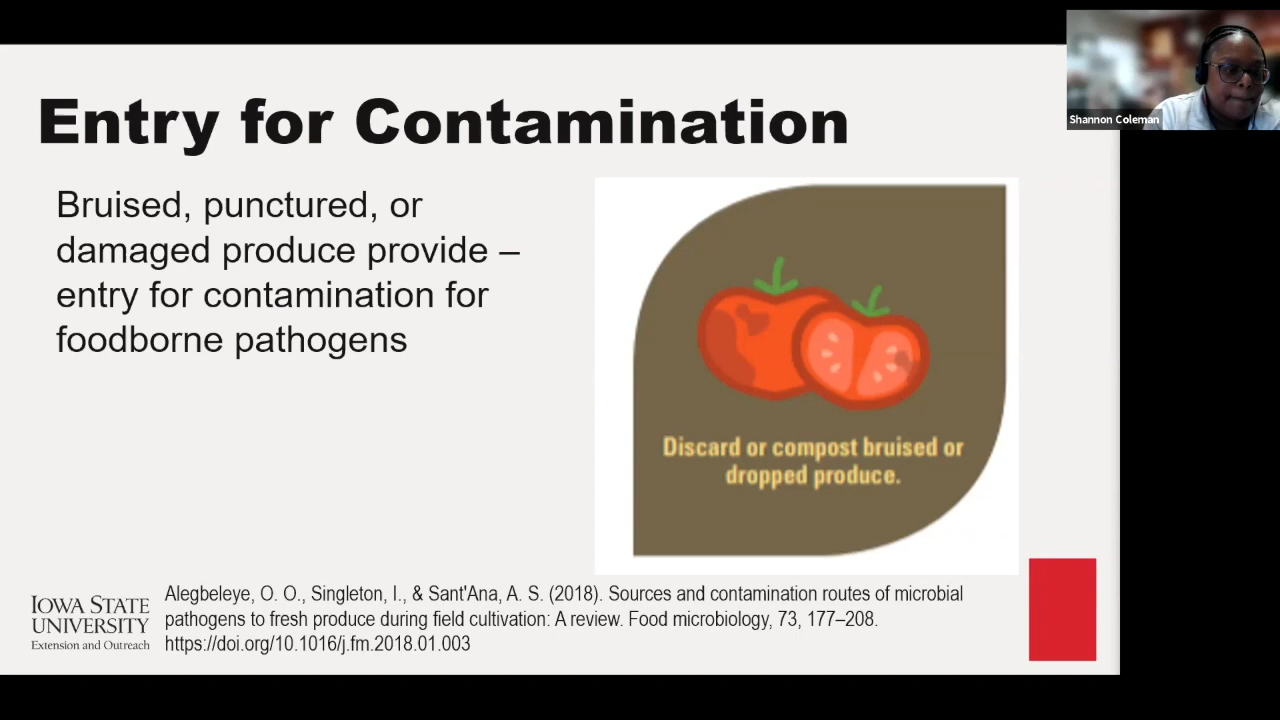 Entry for Contamination
Bruised, punctured, or
damaged produce provide –
entry for contamination for
foodborne pathogens
Discard or compost bruised or
dropped produce.
Alegbeleye, O. O., Singleton, I., & Sant'Ana, A. S. (2018). Sources and contamination routes of microbial
pathogens to fresh produce during field cultivation: A review. Food microbiology, 73, 177–208.
https://doi.org/10.1016/j.fm.2018.01.003
IOWA STATE
UNIVERSITY
Extension and Outreach
Shannon Coleman